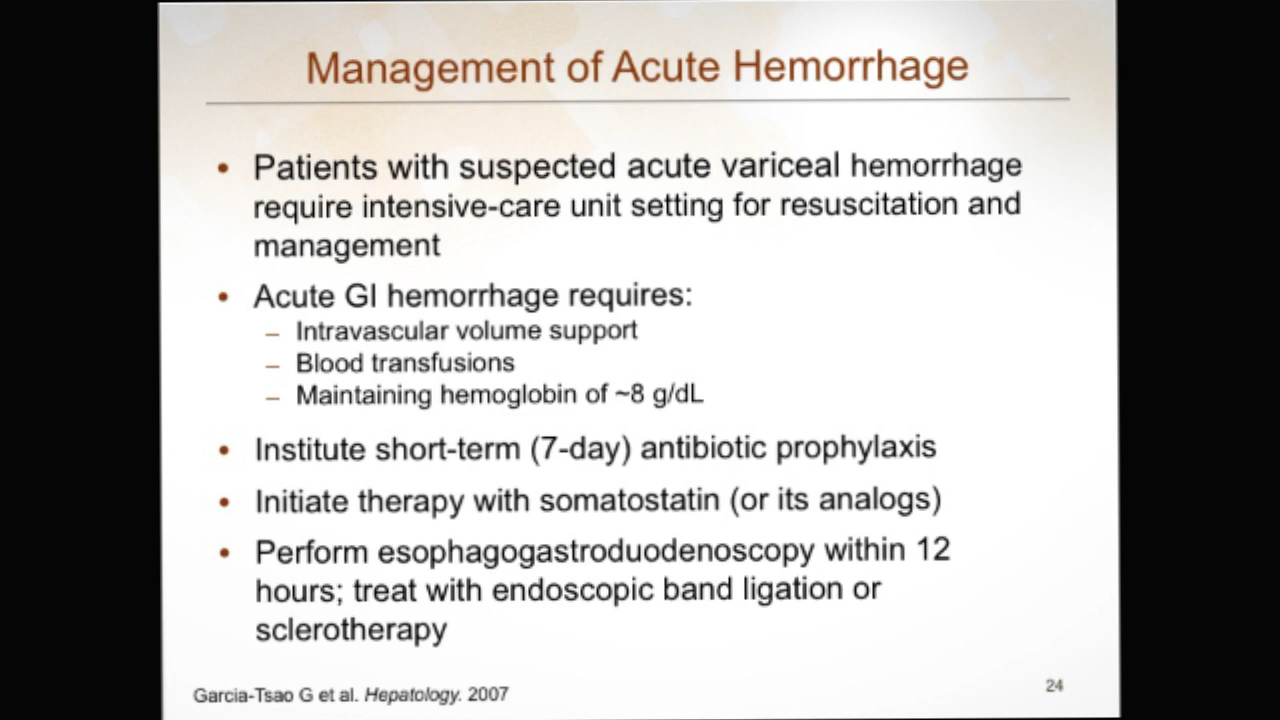 Management of Acute Hemorrhage
• Patients with suspected acute variceal hemorrhage
require intensive-care unit setting for resuscitation and
management
• Acute GI hemorrhage requires:
– Intravascular volume support
– Blood transfusions
– Maintaining hemoglobin of ~8 g/dL
• Institute short-term (7-day) antibiotic prophylaxis
• Initiate therapy with somatostatin (or its analogs)
• Perform esophagogastroduodenoscopy within 12
hours; treat with endoscopic band ligation or
sclerotherapy
Garcia-Tsao G et al. Hepatology. 2007
24